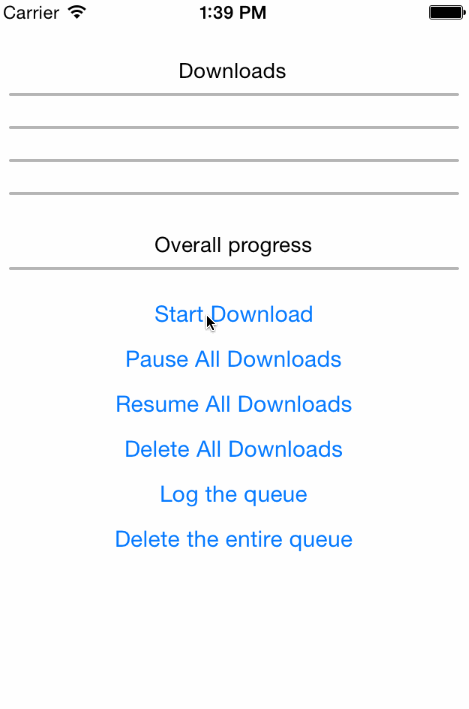 Carrier 1:39 PM
Downloads
Overall progress
Start Download
Pause All Downloads
Resume All Downloads
Delete All Downloads
Log the queue
Delete the entire queue